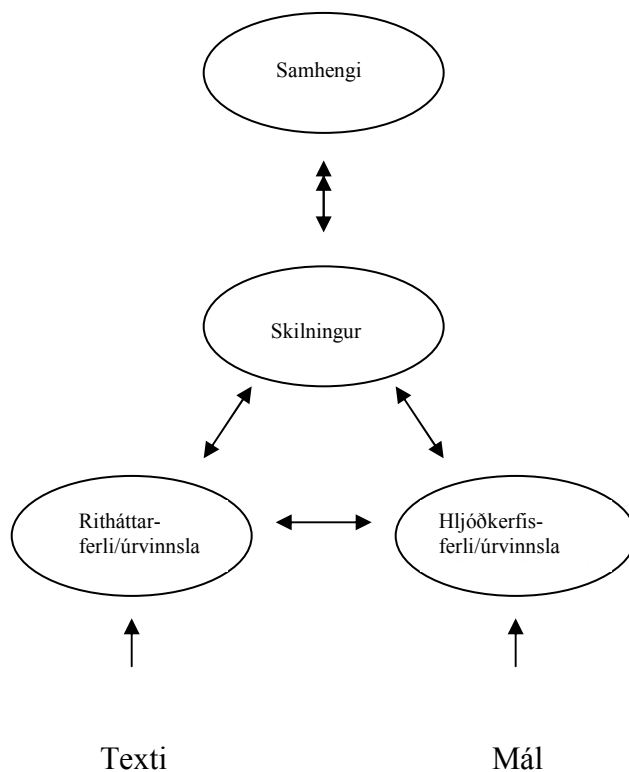 Samhengi
Skilningur
Ritháttar-
ferli/úrvinnsla
Hljóðkerfis-
ferli/úrvinnsla
Texti
Mál